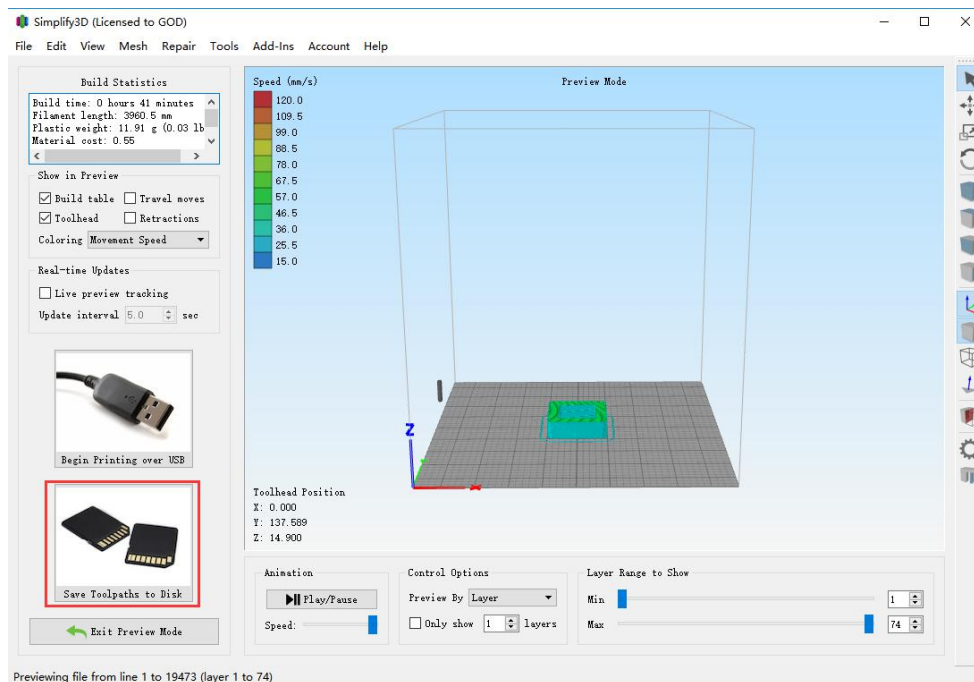 Simplify3D (Licensed to GOD)
File Edit View Mesh Repair Tools Add-Ins Account Help
Build Statistics
Build time: 0 hours 41 minutes
Filament length: 3960.5 mm
Plastic weight: 11.91 g (0.03 lb
Material cost: 0.55
Show in Preview
Build table Travel moves
Toolhead Retractions
Coloring Movement Speed
Real-time Updates
Live preview tracking
Update interval 5.0 sec
Begin Printing over USB
Save Toolpaths to Disk
Exit Preview Mode
Speed (mm/s)
120.0
109.5
99.0
88.5
78.0
67.5
57.0
46.5
36.0
25.5
15.0
Preview Mode
Z
Toolhead Position
X: 0.000
Y: 137.589
Z: 14.900
Animation
Play/Pause
Speed:
Control Options
Preview By Layer
Only show 1 layers
Layer Range to Show
Min 1
Max 74
Previewing file from line 1 to 19473 (layer 1 to 74)